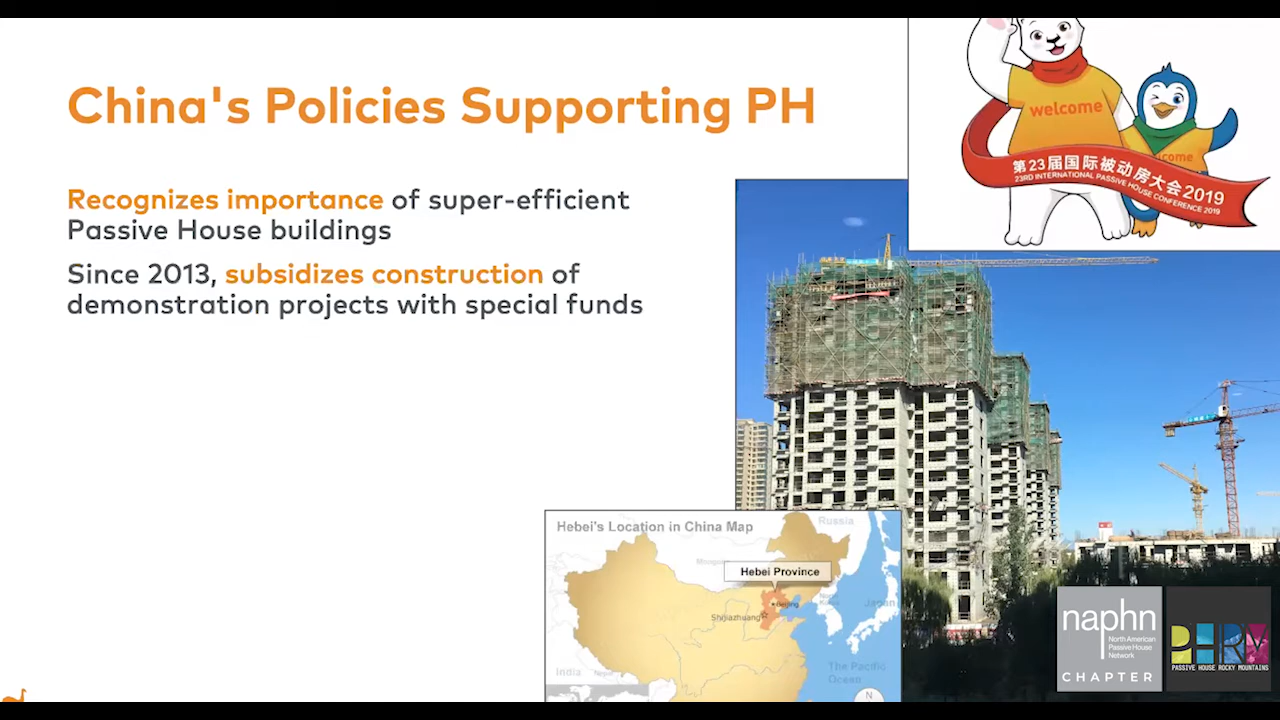 China's Policies Supporting PH
Recognizes importance of super-efficient
Passive House buildings
Since 2013, subsidizes construction of
demonstration projects with special funds
welcome
come
第23届国际被动房大会2019
23RD INTERNATIONAL PASSIVE HOUSE CONFERENCE 2019
Hebei's Location in China Map
Russia
Hebei Province
Beijing
Shijiazhuang
Japan
India
The Pacific
Ocean
N
naphn
North American
Passive House
Network
CHAPTER
PHRM
PASSIVE HOUSE ROCKY MOUNTAINS